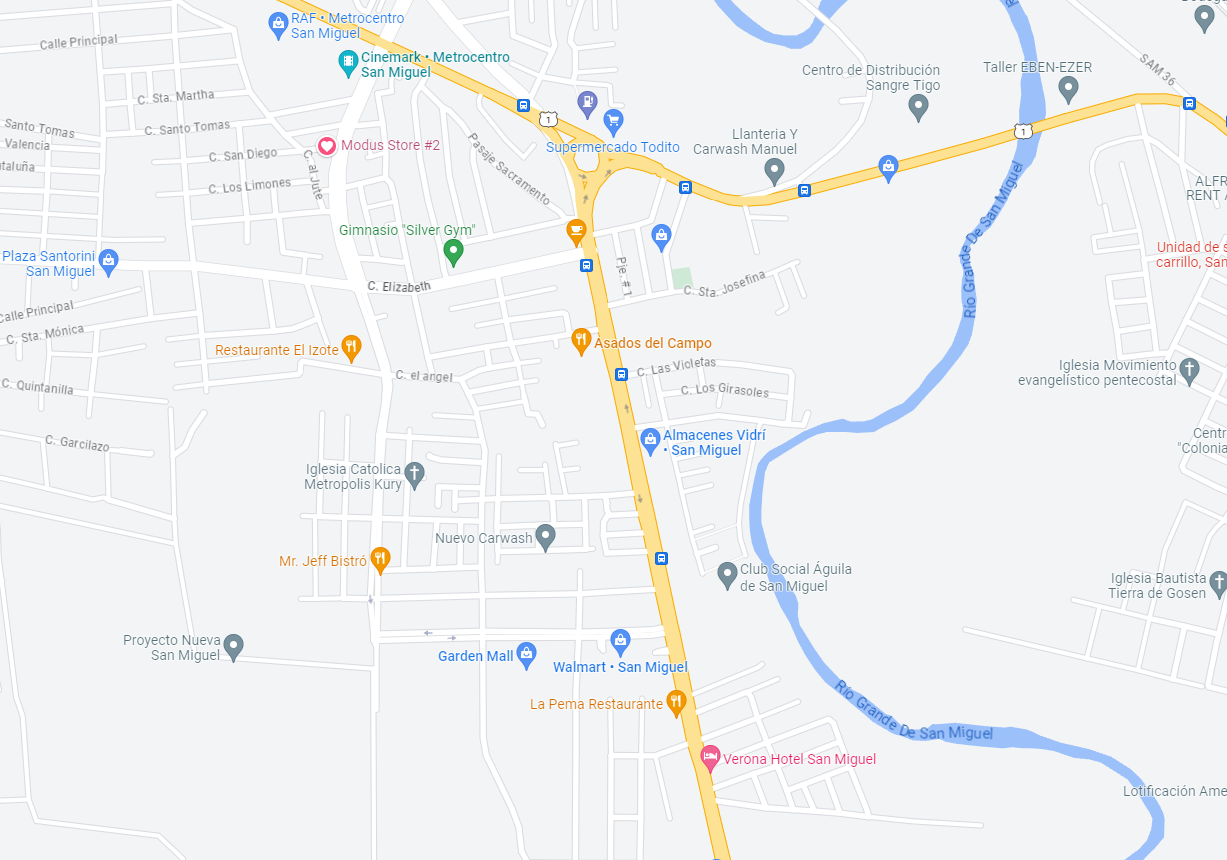 RAF • Metrocentro
San Miguel
Calle Principal
Cinemark • Metrocentro
San Miguel
Centro de Distribución
Sangre Tigo
Taller EBEN-EZER
SAM 36
C. Sta. Martha
1
Santo Tomas
C. Santo Tomas
Valencia
Modus Store #2
Supermercado Todito
Llanteria Y
Carwash Manuel
1
C. San Diego
C. al Jute
Pasaje Sacramento
C. Los Limones
ALFR
RENT A
Río Grande De San Miguel
Gimnasio "Silver Gym"
Plaza Santorini
San Miguel
Unidad de s
carrillo, San
Pje. # 1
C. Elizabeth
C. Sta. Josefina
Calle Principal
C. Sta. Mónica
Restaurante El Izote
Asados del Campo
C. Las Violetas
C. el angel
C. Los Girasoles
Iglesia Movimiento
evangelístico pentecostal
C. Quintanilla
C. Garcilazo
Almacenes Vidrí
• San Miguel
Centr
"Colonia
Iglesia Catolica
Metropolis Kury
Nuevo Carwash
Mr. Jeff Bistró
Club Social Águila
de San Miguel
Iglesia Bautista
Tierra de Gosen
Proyecto Nueva
San Miguel
Garden Mall
Walmart • San Miguel
La Pema Restaurante
Río Grande De San Miguel
Verona Hotel San Miguel
Lotificación Ame